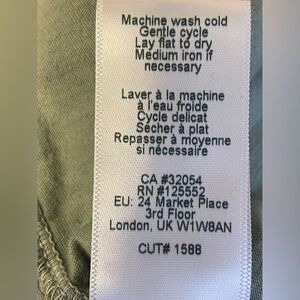 Machine wash cold
Gentle cycle
Lay flat to dry
Medium iron if
necessary
Laver à la machine
à l'eau froide
Cycle delicat
Sècher à plat
Repasser à moyenne
si nécessaire
CA #32054
RN #125552
EU: 24 Market Place
3rd Floor
London, UK W1W8AN
CUT# 1588